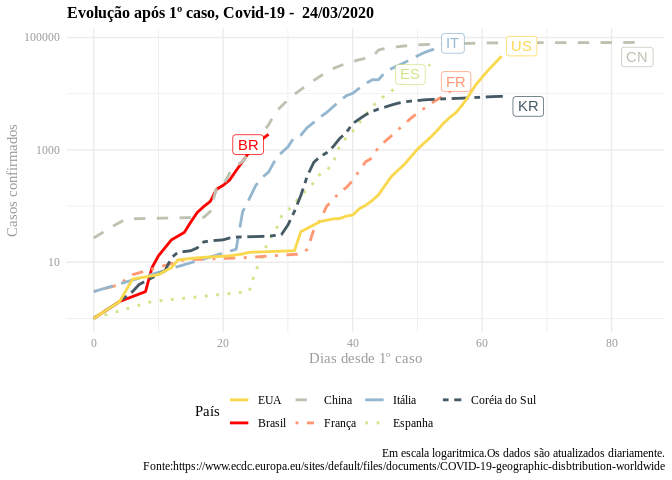 Evolução após 1º caso, Covid-19 - 24/03/2020
Casos confirmados
100000
1000
10
IT
US
CN
ES
FR
KR
BR
0
20
40
60
80
Dias desde 1º caso
País
EUA
China
Itália
Coréia do Sul
Brasil
França
Espanha
Em escala logaritmica.Os dados são atualizados diariamente.
Fonte:https://www.ecdc.europa.eu/sites/default/files/documents/COVID-19-geographic-disbtribution-worldwide